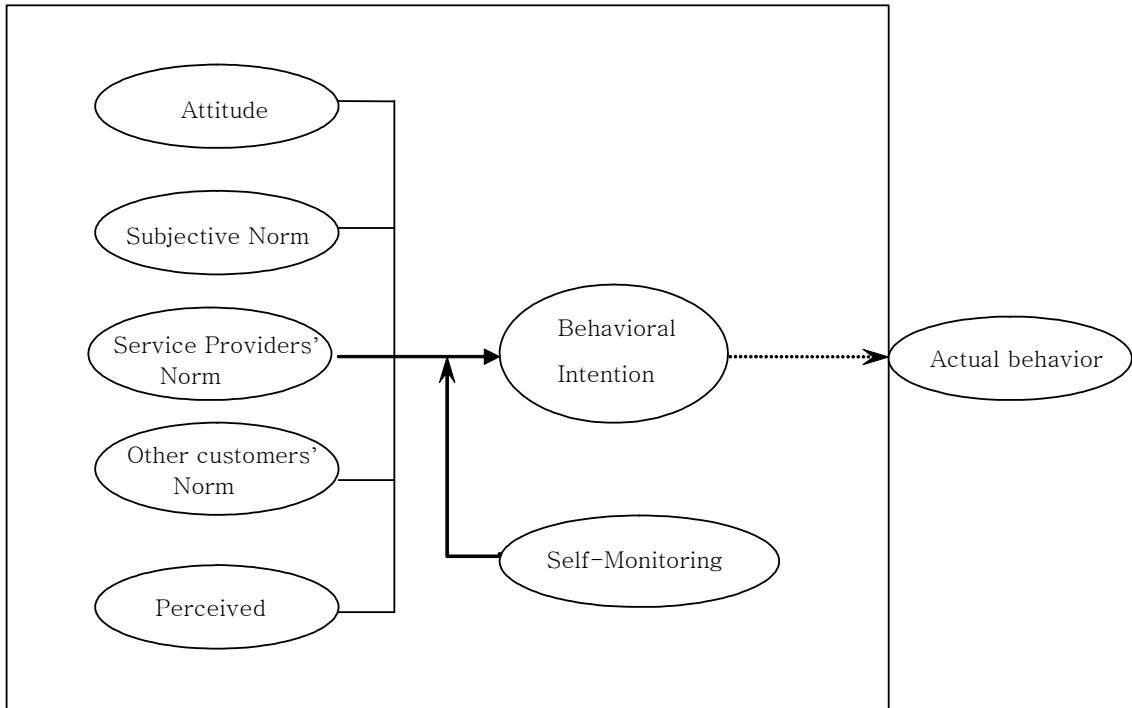 Attitude
Subjective Norm
Service Providers’
Norm
Other customers’
Norm
Perceived
Behavioral
Intention
Self-Monitoring
Actual behavior